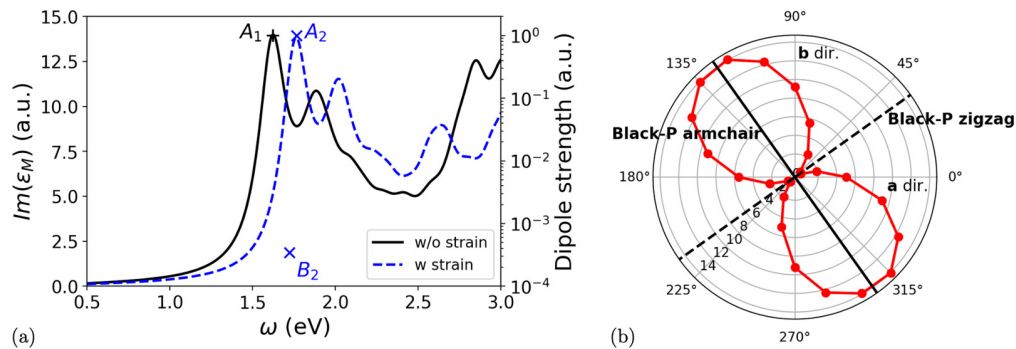 15.0
12.5
10.0
7.5
5.0
2.5
0.0
Im(ε_M) (a.u.)
A₁
A₂
B₂
w/o strain
w strain
0.5
1.0
1.5
2.0
2.5
3.0
ω (eV)
10⁰
10⁻¹
10⁻²
10⁻³
10⁻⁴
Dipole strength (a.u.)
(a)
90°
b dir.
135°
45°
Black-P armchair
Black-P zigzag
180°
0°
a dir.
4
6
8
10
12
14
225°
315°
270°
(b)